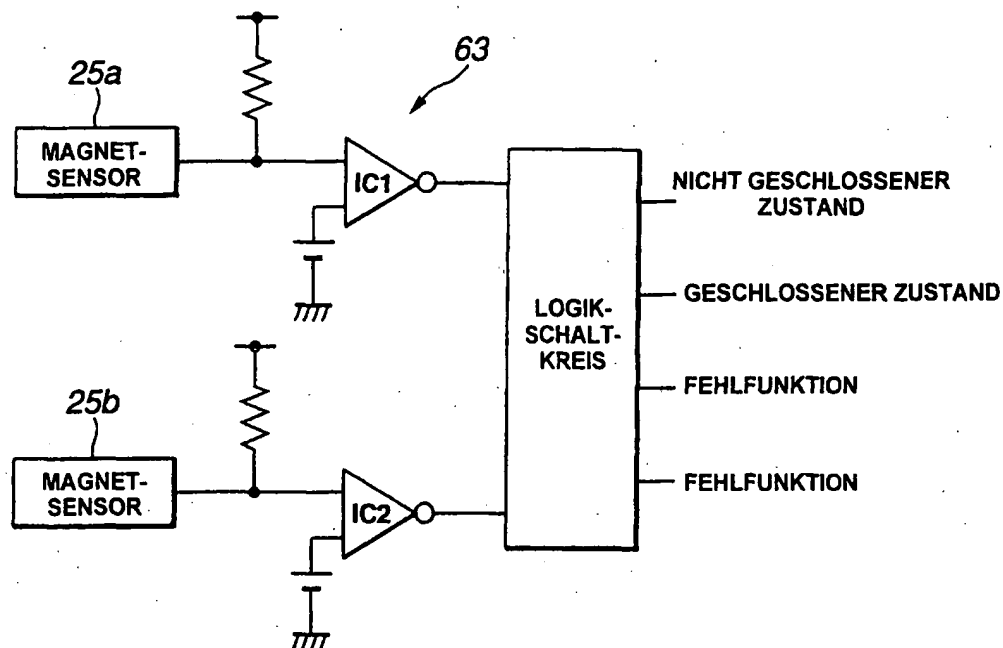 63
25a
MAGNET-
SENSOR
IC1
NICHT GESCHLOSSENER
ZUSTAND
GESCHLOSSENER ZUSTAND
LOGIK-
SCHALT-
KREIS
FEHLFUNKTION
25b
MAGNET-
SENSOR
IC2
FEHLFUNKTION